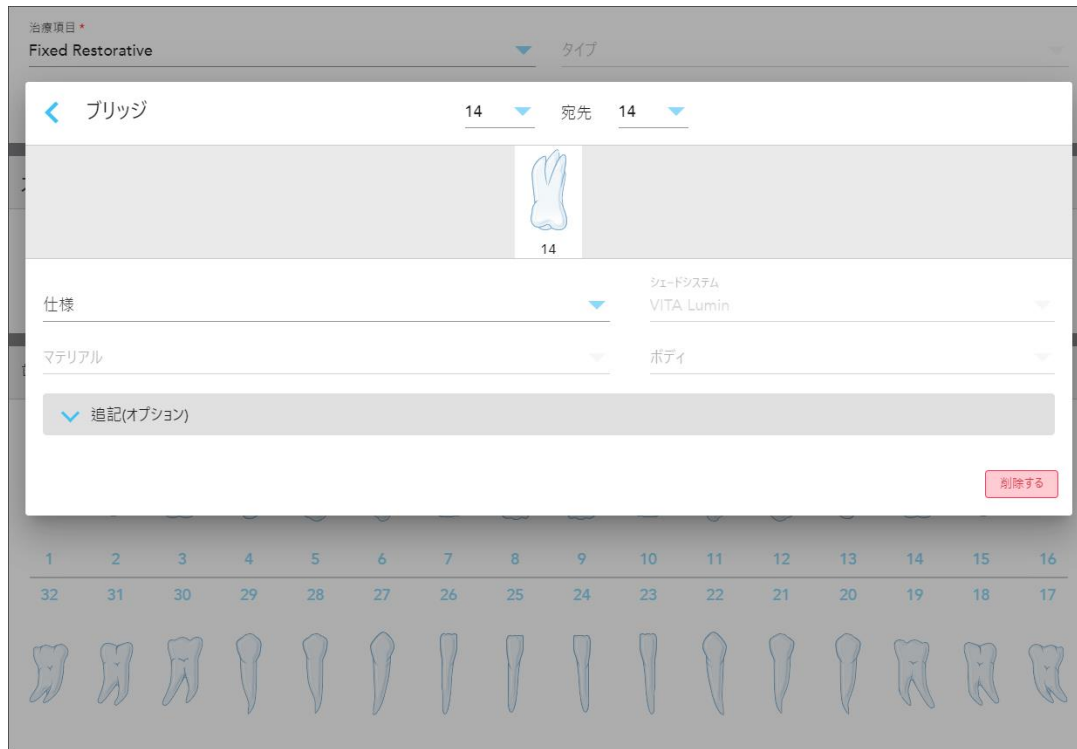 治療項目 *
Fixed Restorative
タイプ
ブリッジ 14 宛先 14
14
仕様
シェードシステム
VITA Lumin
マテリアル
ボディ
追記(オプション)
削除する
1 2 3 4 5 6 7 8 9 10 11 12 13 14 15 16
32 31 30 29 28 27 26 25 24 23 22 21 20 19 18 17